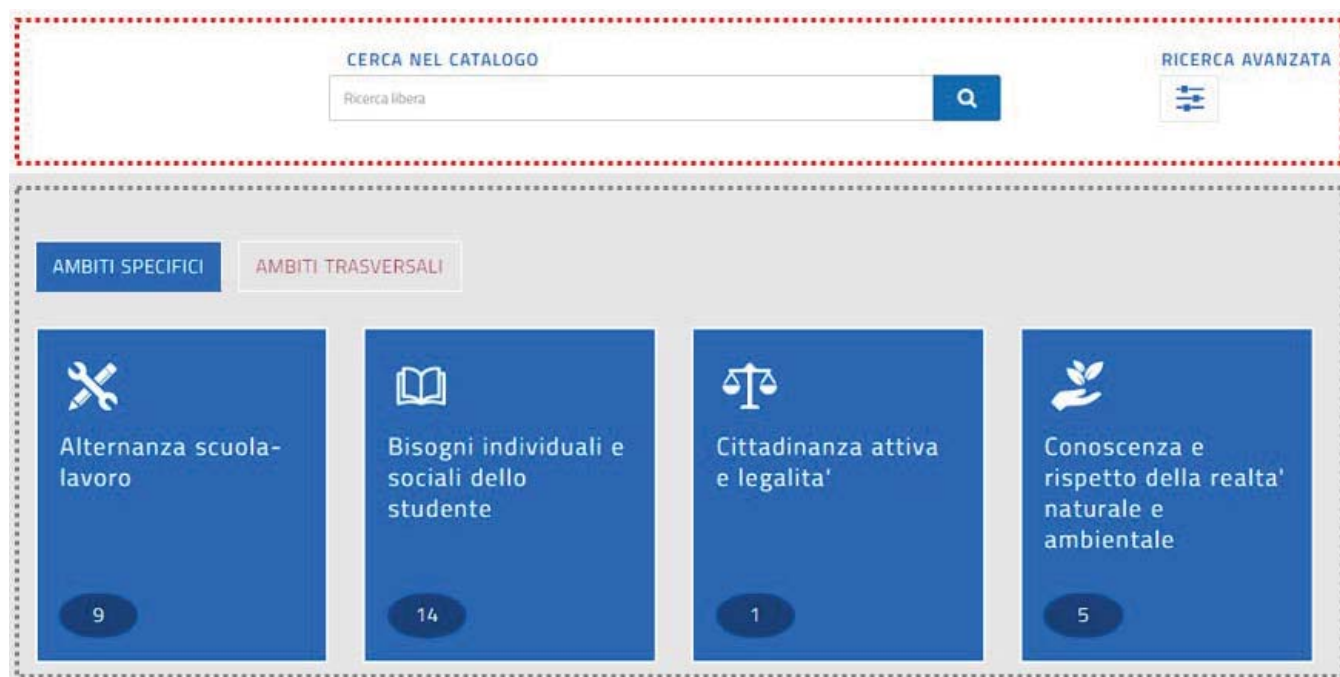 CERCA NEL CATALOGO
RICERCA AVANZATA
Ricerca libera
AMBITI SPECIFICI
AMBITI TRASVERSALI
Alternanza scuola-
lavoro
9
Bisogni individuali e
sociali dello
studente
14
Cittadinanza attiva
e legalita'
1
Conoscenza e
rispetto della realta'
naturale e
ambientale
5